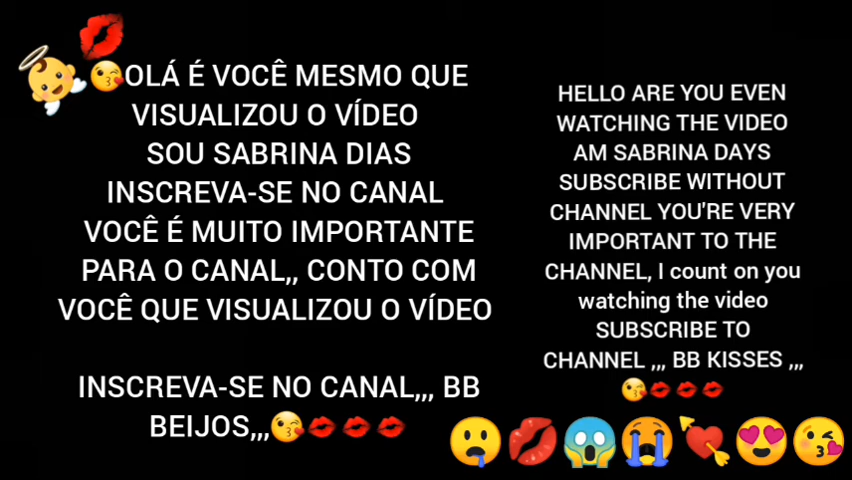 OLÁ É VOCÊ MESMO QUE
VISUALIZOU O VÍDEO
SOU SABRINA DIAS
INSCREVA-SE NO CANAL
VOCÊ É MUITO IMPORTANTE
PARA O CANAL,, CONTO COM
VOCÊ QUE VISUALIZOU O VÍDEO
INSCREVA-SE NO CANAL,,, BB
BEIJOS,,,😘💋💋💋
HELLO ARE YOU EVEN
WATCHING THE VIDEO
AM SABRINA DAYS
SUBSCRIBE WITHOUT
CHANNEL YOU'RE VERY
IMPORTANT TO THE
CHANNEL, I count on you
watching the video
SUBSCRIBE TO
CHANNEL ,,, BB KISSES ,,,
😘💋💋💋